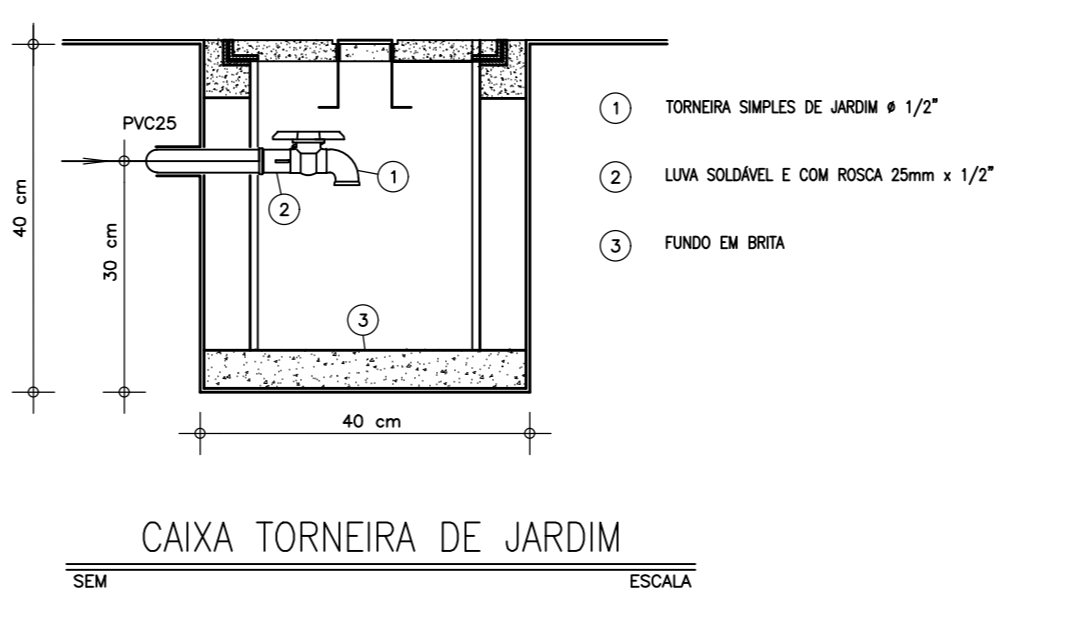 PVC25
40 cm
30 cm
1
2
3
40 cm
1 TORNEIRA SIMPLES DE JARDIM ø 1/2"
2 LUVA SOLDÁVEL E COM ROSCA 25mm x 1/2"
3 FUNDO EM BRITA
CAIXA TORNEIRA DE JARDIM
SEM ESCALA